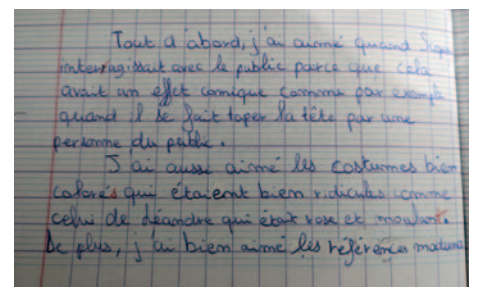 Tout d'abord, j'ai aimé quand Scapin
interragissait avec le public parce que cela
avait un effet comique comme par exemple
quand il se fait taper la tête par une
personne du public.
J'ai aussi aimé les costumes bien
colorés qui étaient bien ridicules comme
celui de Léandre qui était rose et moulant.
De plus, j'ai bien aimé les références